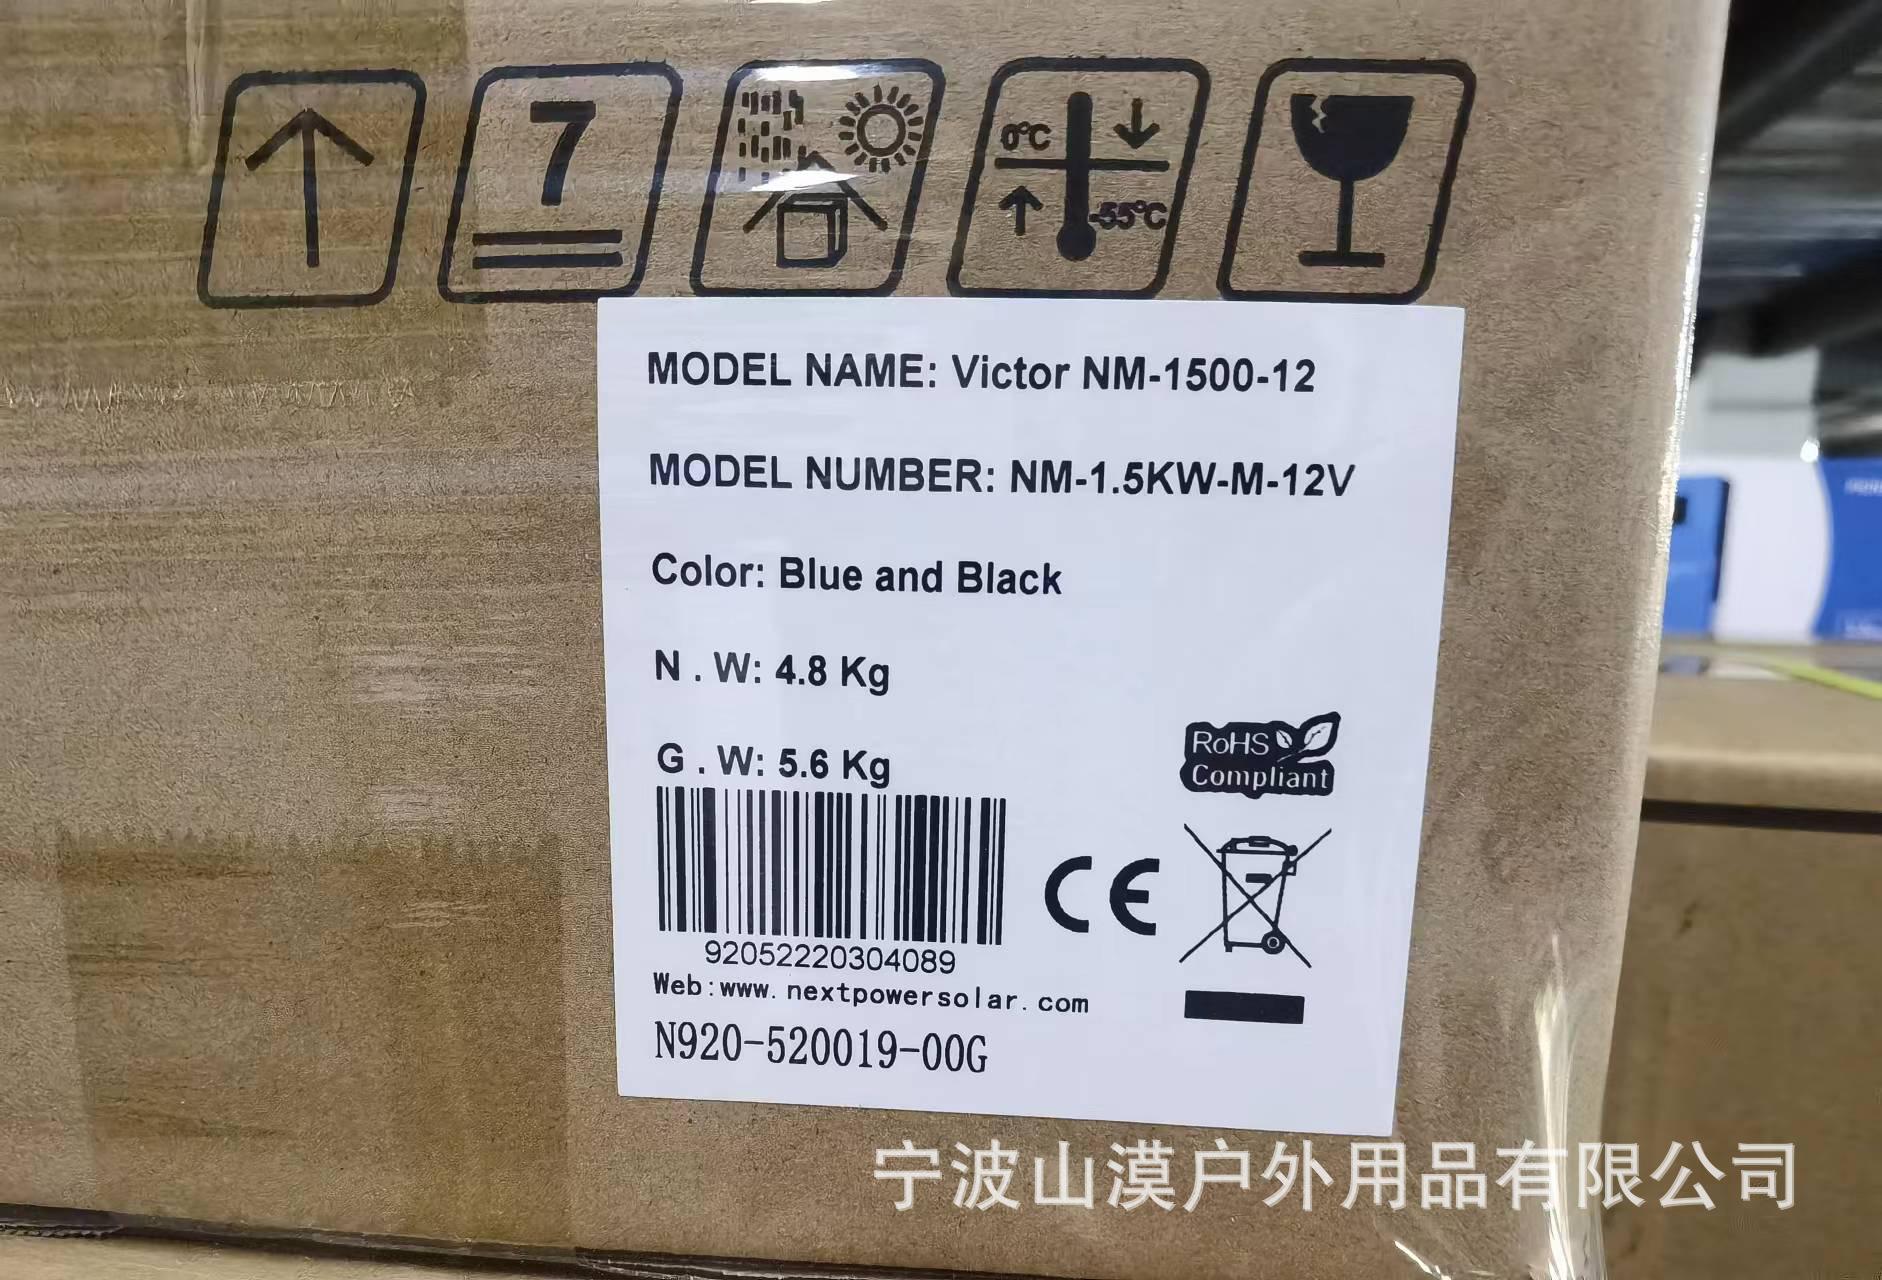 7
0℃
-55℃
MODEL NAME: Victor NM-1500-12
MODEL NUMBER: NM-1.5KW-M-12V
Color: Blue and Black
N . W: 4.8 Kg
G . W: 5.6 Kg
RoHS
Compliant
CE
92052220304089
Web:www. nextpowersolar. com
N920-520019-00G
宁波山漠户外用品有限公司